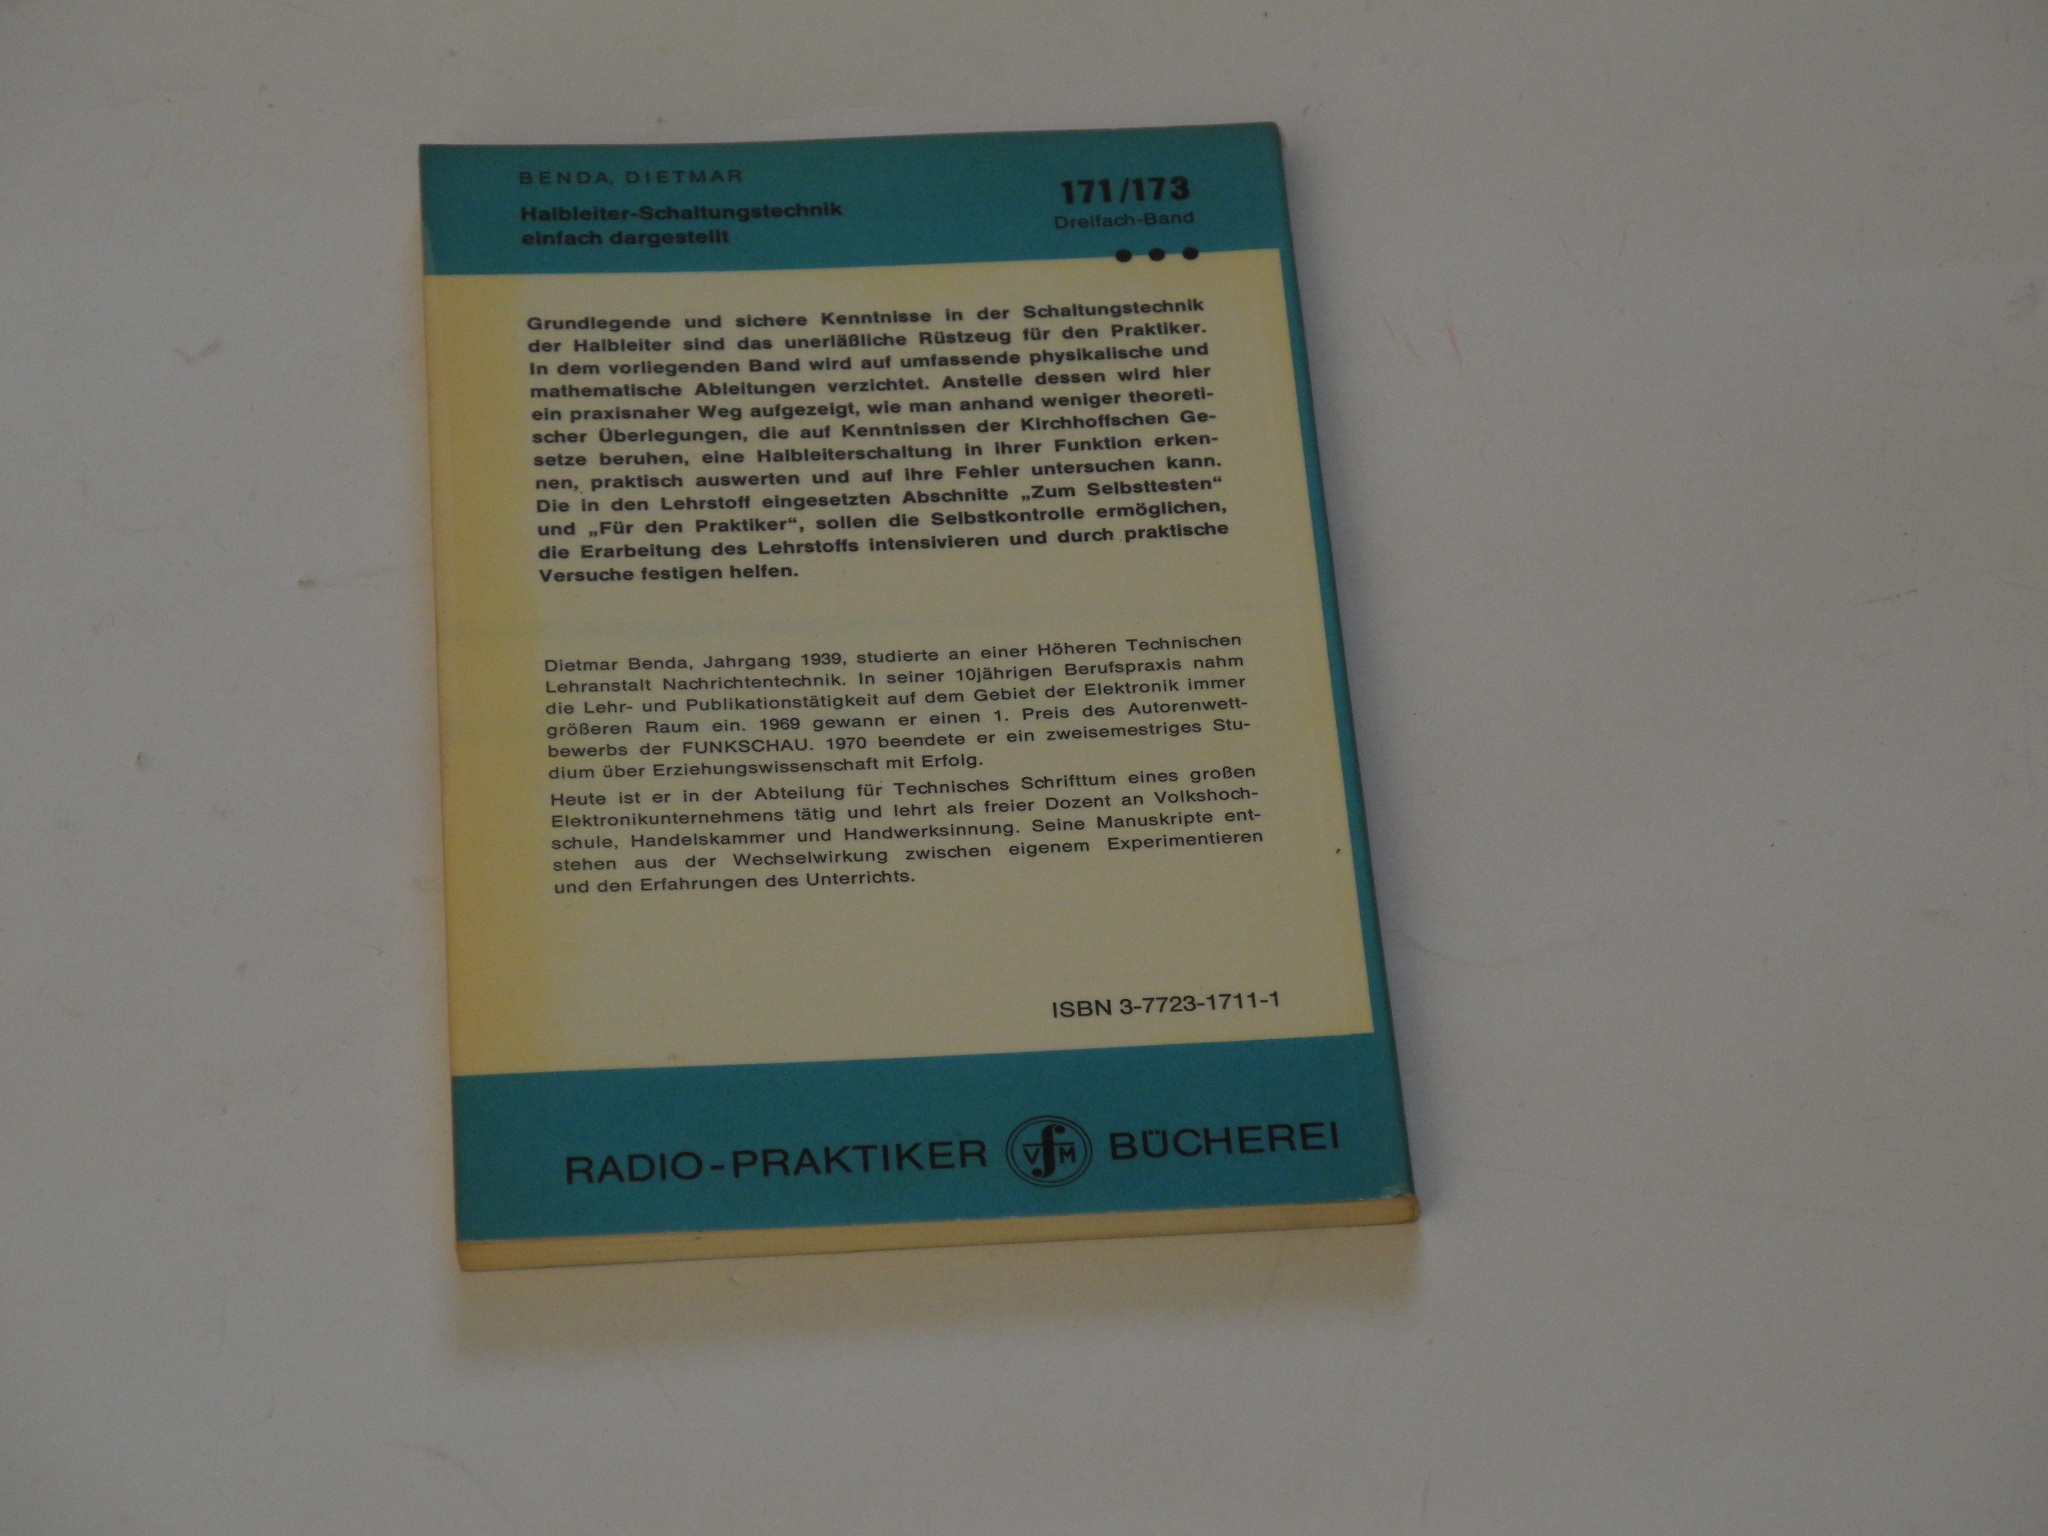 BENDA, DIETMAR
Halbleiter-Schaltungstechnik
einfach dargestellt
171/173
Dreifach-Band
Grundlegende und sichere Kenntnisse in der Schaltungstechnik
der Halbleiter sind das unerläßliche Rüstzeug für den Praktiker.
In dem vorliegenden Band wird auf umfassende physikalische und
mathematische Ableitungen verzichtet. Anstelle dessen wird hier
ein praxisnaher Weg aufgezeigt, wie man anhand weniger theoreti-
scher Überlegungen, die auf Kenntnissen der Kirchhoffschen Ge-
setze beruhen, eine Halbleiterschaltung in ihrer Funktion erken-
nen, praktisch auswerten und auf ihre Fehler untersuchen kann.
Die in den Lehrstoff eingesetzten Abschnitte „Zum Selbsttesten“
und „Für den Praktiker“, sollen die Selbstkontrolle ermöglichen,
die Erarbeitung des Lehrstoffs intensivieren und durch praktische
Versuche festigen helfen.
Dietmar Benda, Jahrgang 1939, studierte an einer Höheren Technischen
Lehranstalt Nachrichtentechnik. In seiner 10jährigen Berufspraxis nahm
die Lehr- und Publikationstätigkeit auf dem Gebiet der Elektronik immer
größeren Raum ein. 1969 gewann er einen 1. Preis des Autorenwett-
bewerbs der FUNKSCHAU. 1970 beendete er ein zweisemestriges Stu-
dium über Erziehungswissenschaft mit Erfolg.
Heute ist er in der Abteilung für Technisches Schrifttum eines großen
Elektronikunternehmens tätig und lehrt als freier Dozent an Volkshoch-
schule, Handelskammer und Handwerksinnung. Seine Manuskripte ent-
stehen aus der Wechselwirkung zwischen eigenem Experimentieren
und den Erfahrungen des Unterrichts.
ISBN 3-7723-1711-1
RADIO-PRAKTIKER VfM BÜCHEREI